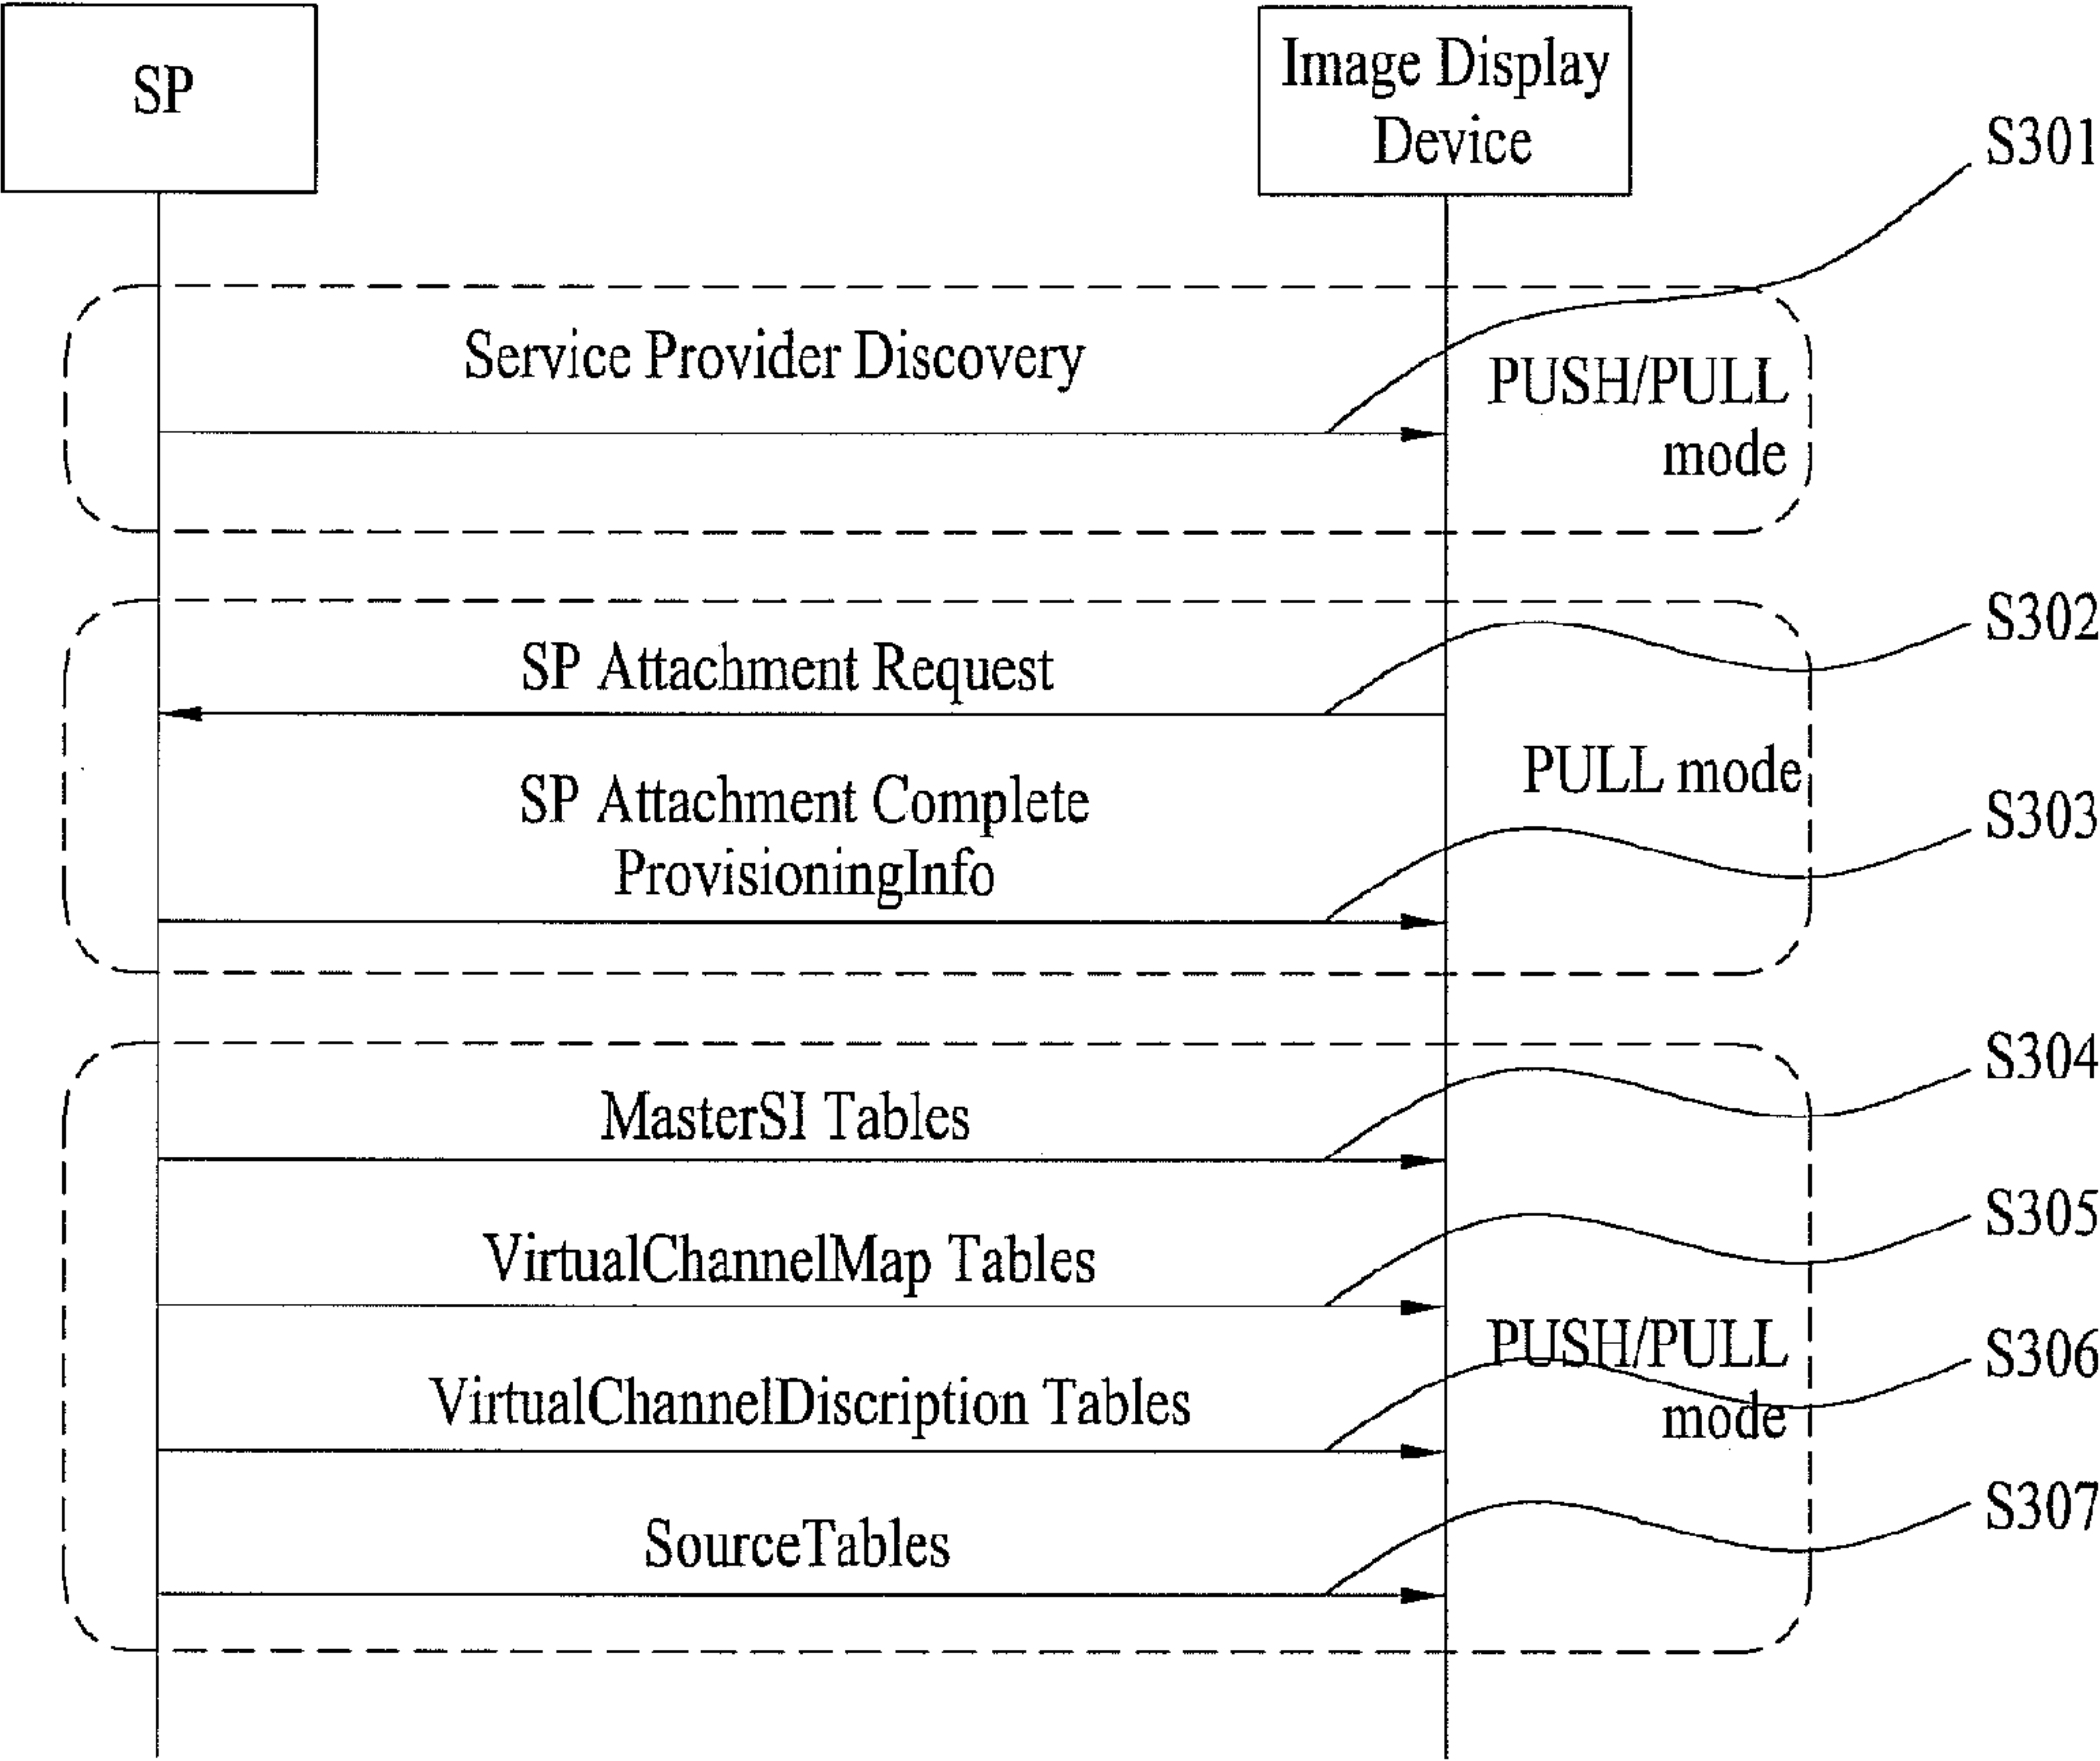 SP
Image Display
Device
S301
Service Provider Discovery
PUSH/PULL
mode
S302
SP Attachment Request
PULL mode
SP Attachment Complete
ProvisioningInfo
S303
S304
MasterSI Tables
S305
VirtualChannelMap Tables
PUSH/PULL
mode
S306
VirtualChannelDiscription Tables
S307
SourceTables